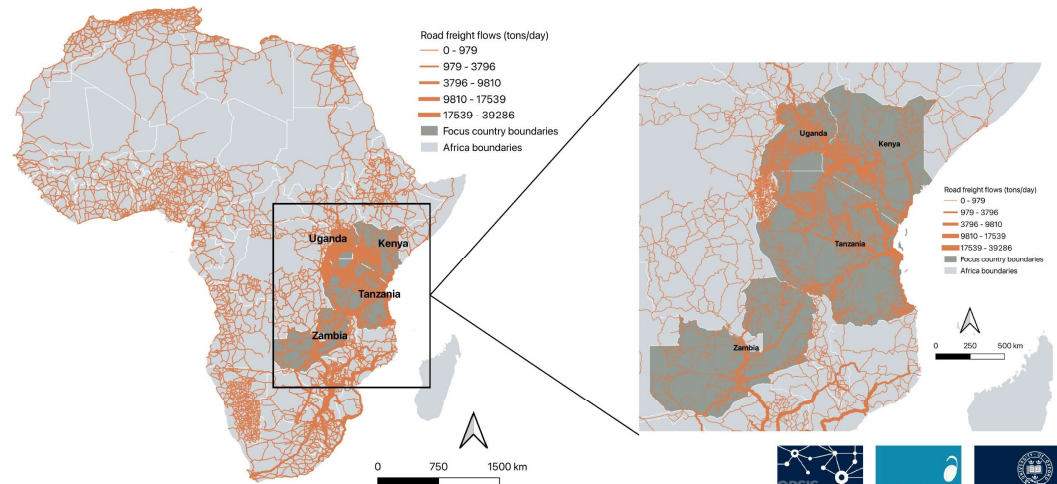 Road freight flows (tons/day)
0 - 979
979 - 3796
3796 - 9810
9810 - 17539
17539 - 39286
Focus country boundaries
Africa boundaries
Uganda
Kenya
Tanzania
Zambia
0 750 1500 km
Uganda
Kenya
Tanzania
Zambia
Road freight flows (tons/day)
0 - 979
979 - 3796
3796 - 9810
9810 - 17539
17539 - 39286
Focus country boundaries
Africa boundaries
0 250 500 km